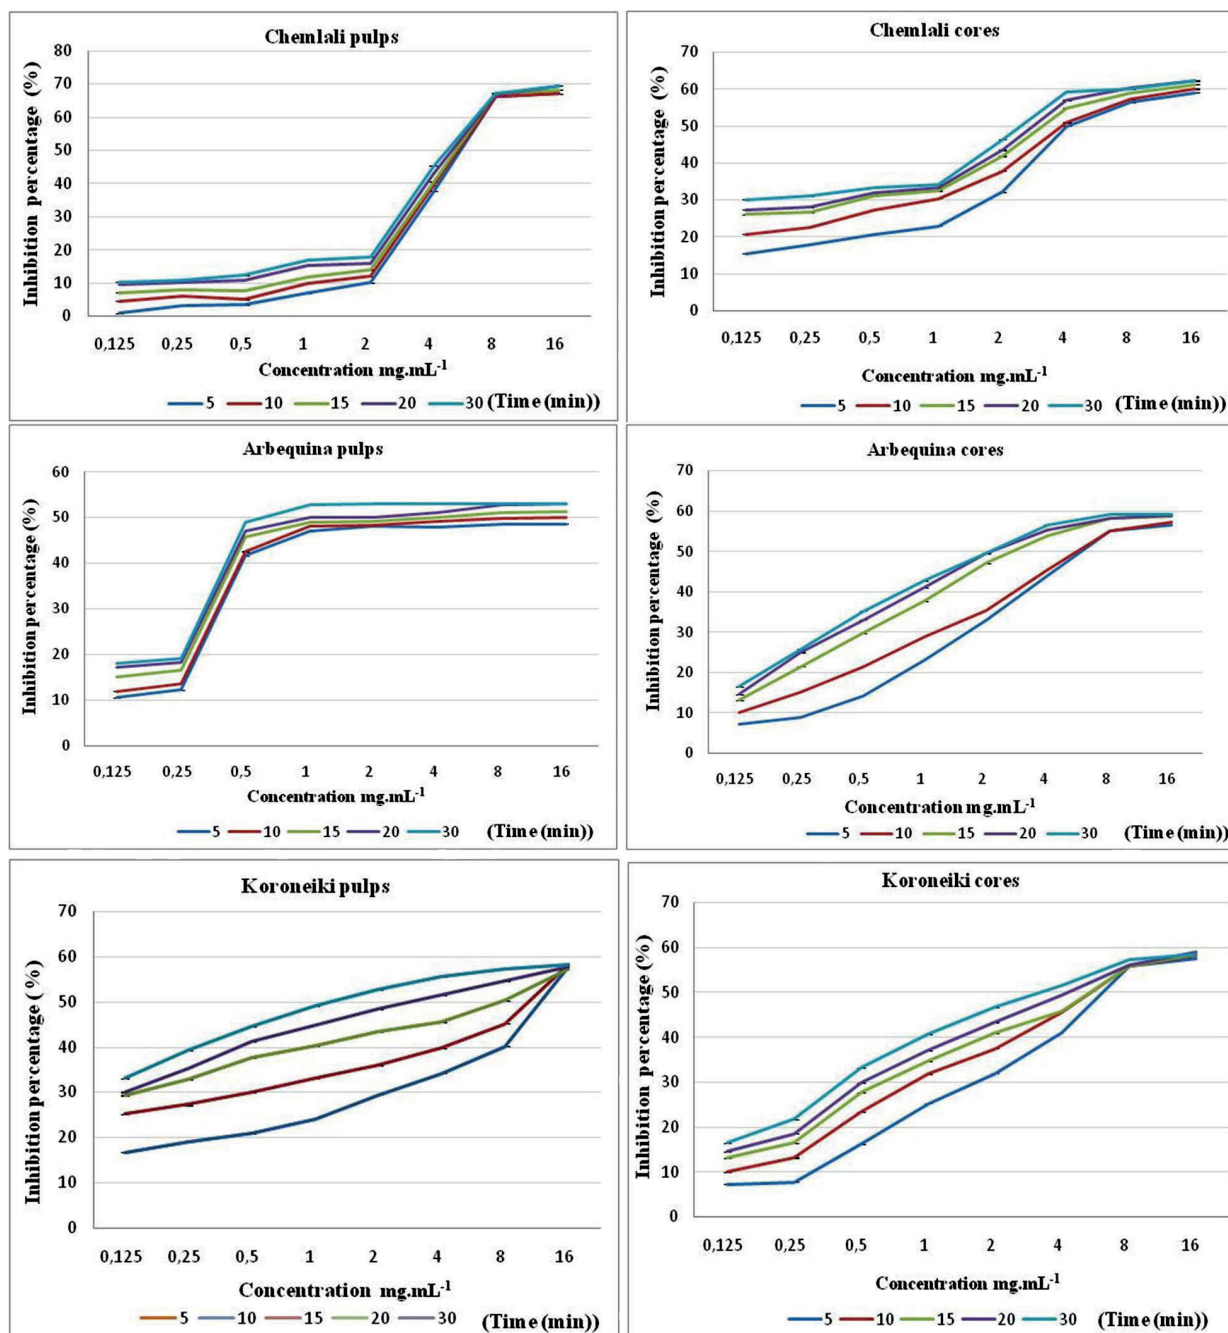 Chemlali pulps
Inhibition percentage (%)
80
70
60
50
40
30
20
10
0
0,125 0,25 0,5 1 2 4 8 16
Concentration mg.mL-1
5 10 15 20 30 (Time (min))
Chemlali cores
Inhibition percentage (%)
70
60
50
40
30
20
10
0
0,125 0,25 0,5 1 2 4 8 16
Concentration mg.mL-1
5 10 15 20 30 (Time (min))
Arbequina pulps
Inhibition percentage (%)
60
50
40
30
20
10
0
0,125 0,25 0,5 1 2 4 8 16
Concentration mg.mL-1
5 10 15 20 30 (Time (min))
Arbequina cores
Inhibition percentage (%)
70
60
50
40
30
20
10
0
0,125 0,25 0,5 1 2 4 8 16
Concentration mg.mL-1
5 10 15 20 30 (Time (min))
Koroneiki pulps
Inhibition percentage (%)
70
60
50
40
30
20
10
0
0,125 0,25 0,5 1 2 4 8 16
Concentration mg.mL-1
5 10 15 20 30 (Time (min))
Koroneiki cores
Inhibition percentage (%)
70
60
50
40
30
20
10
0
0,125 0,25 0,5 1 2 4 8 16
Concentration mg.mL-1
5 10 15 20 30 (Time (min))